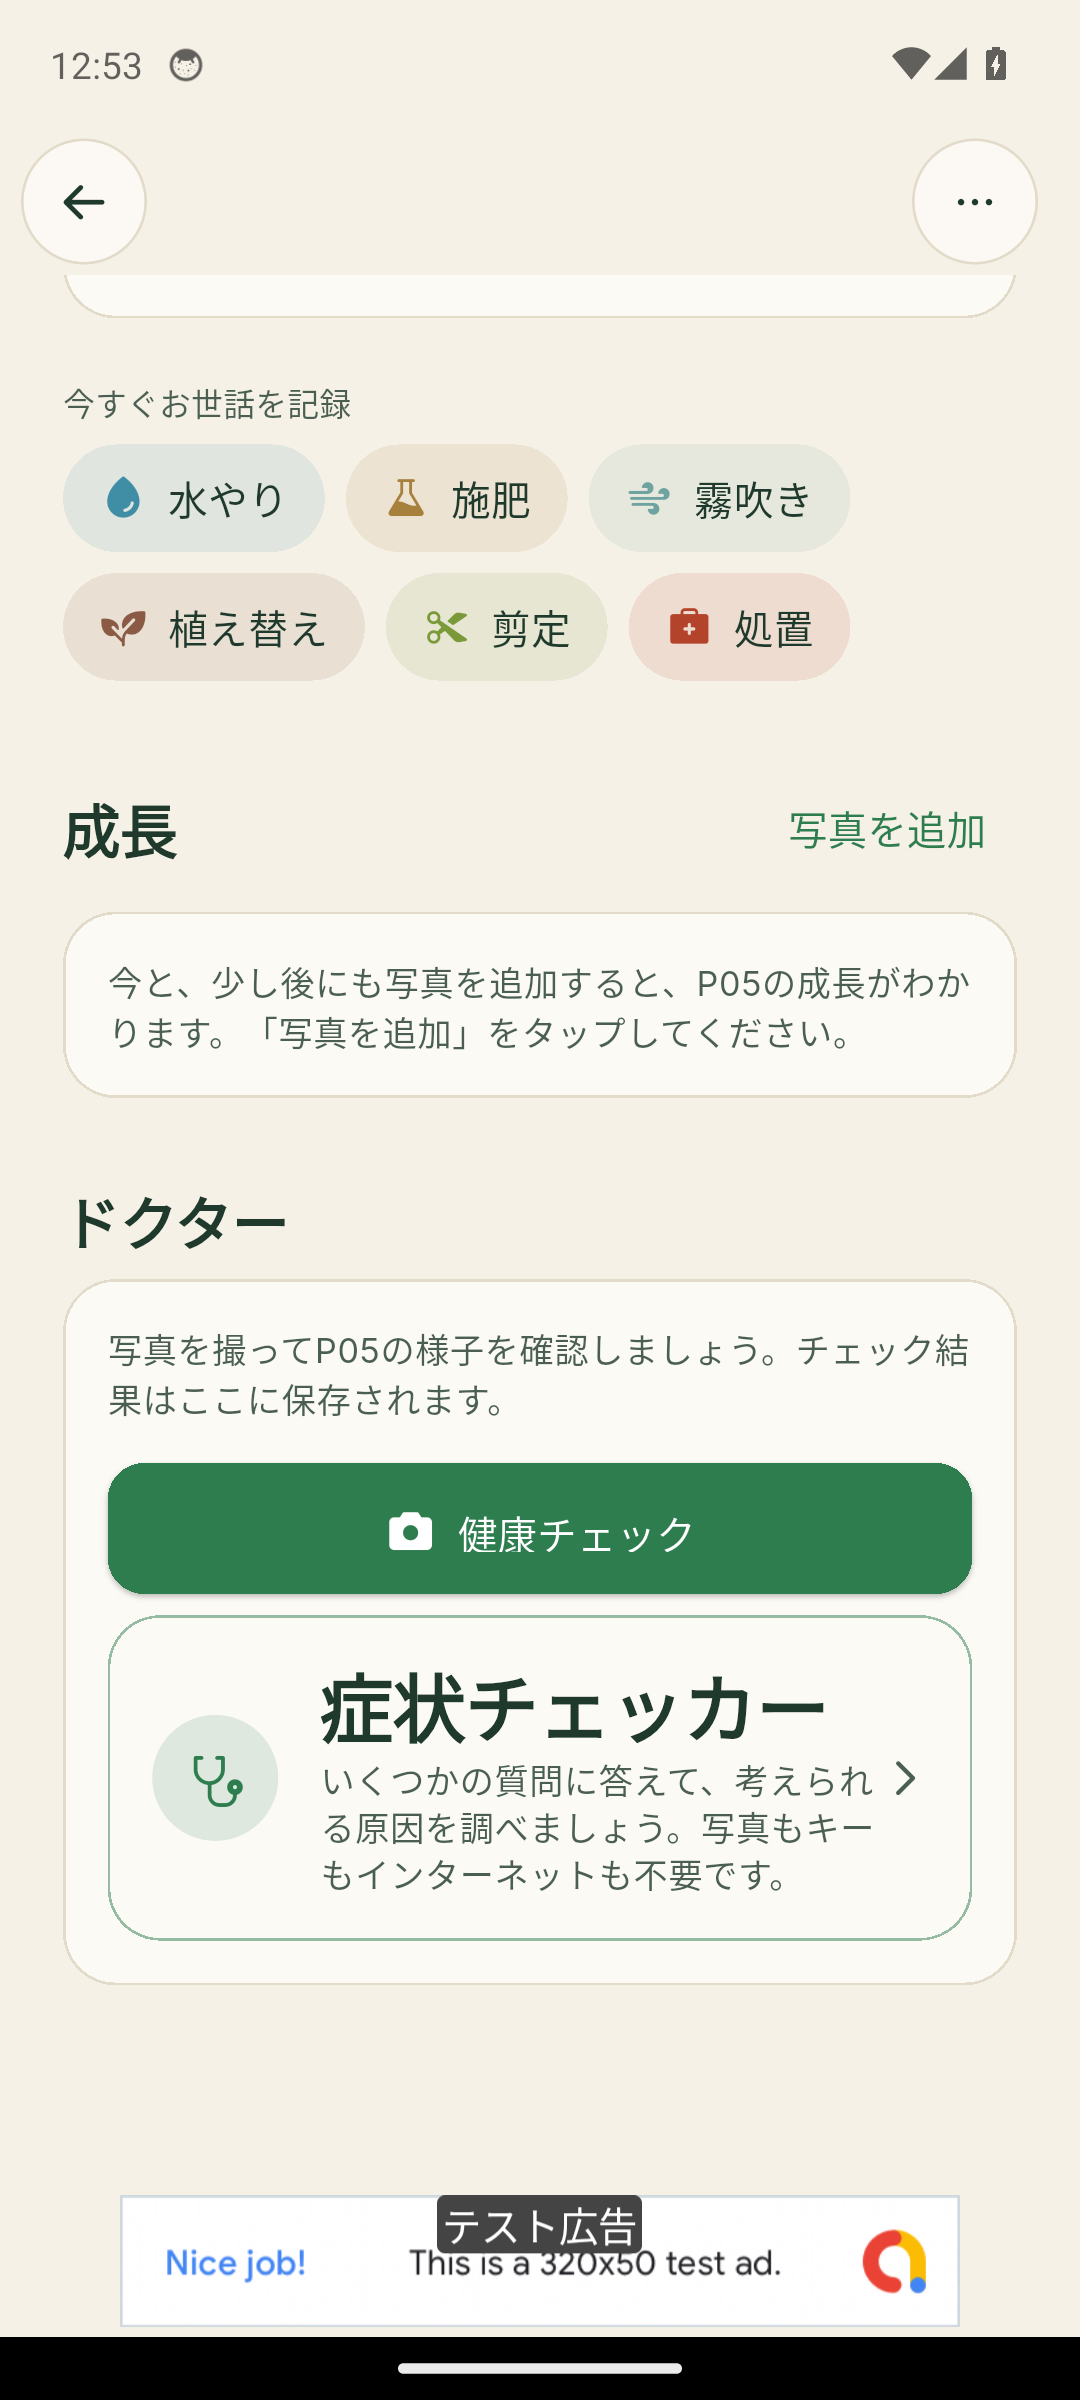 12:53
今すぐお世話を記録
水やり
施肥
霧吹き
植え替え
剪定
処置
成長
写真を追加
今と、少し後にも写真を追加すると、P05の成長がわか
ります。「写真を追加」をタップしてください。
ドクター
写真を撮ってP05の様子を確認しましょう。チェック結
果はここに保存されます。
健康チェック
症状チェッカー
いくつかの質問に答えて、考えられ
る原因を調べましょう。写真もキー
もインターネットも不要です。
テスト広告
Nice job!
This is a 320x50 test ad.